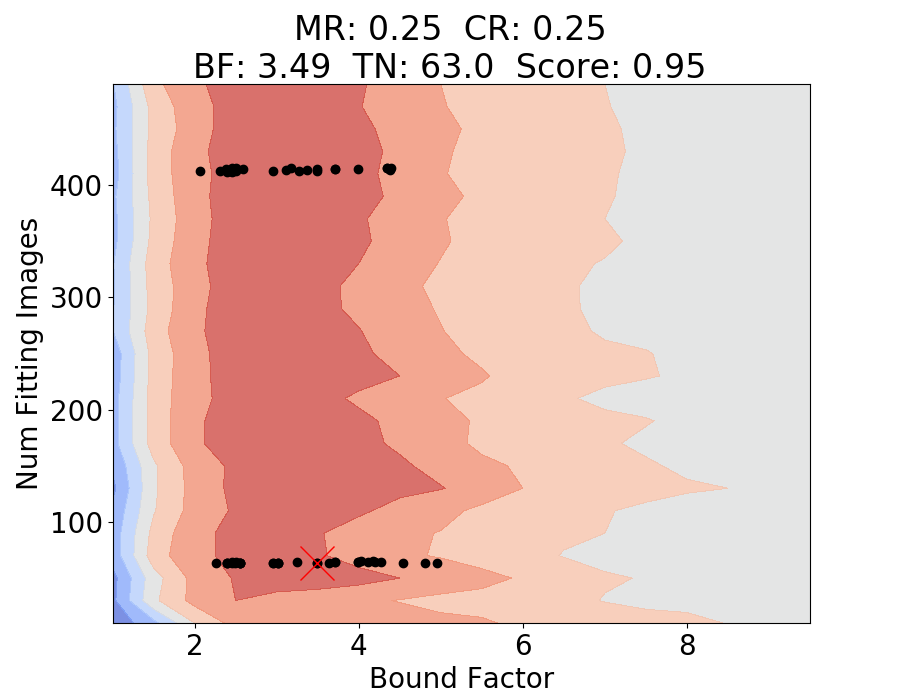 MR: 0.25  CR: 0.25
BF: 3.49  TN: 63.0  Score: 0.95
Num Fitting Images
400
300
200
100
2 4 6 8
Bound Factor